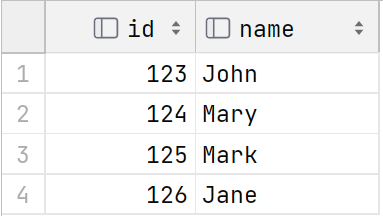 id name
1 123 John
2 124 Mary
3 125 Mark
4 126 Jane